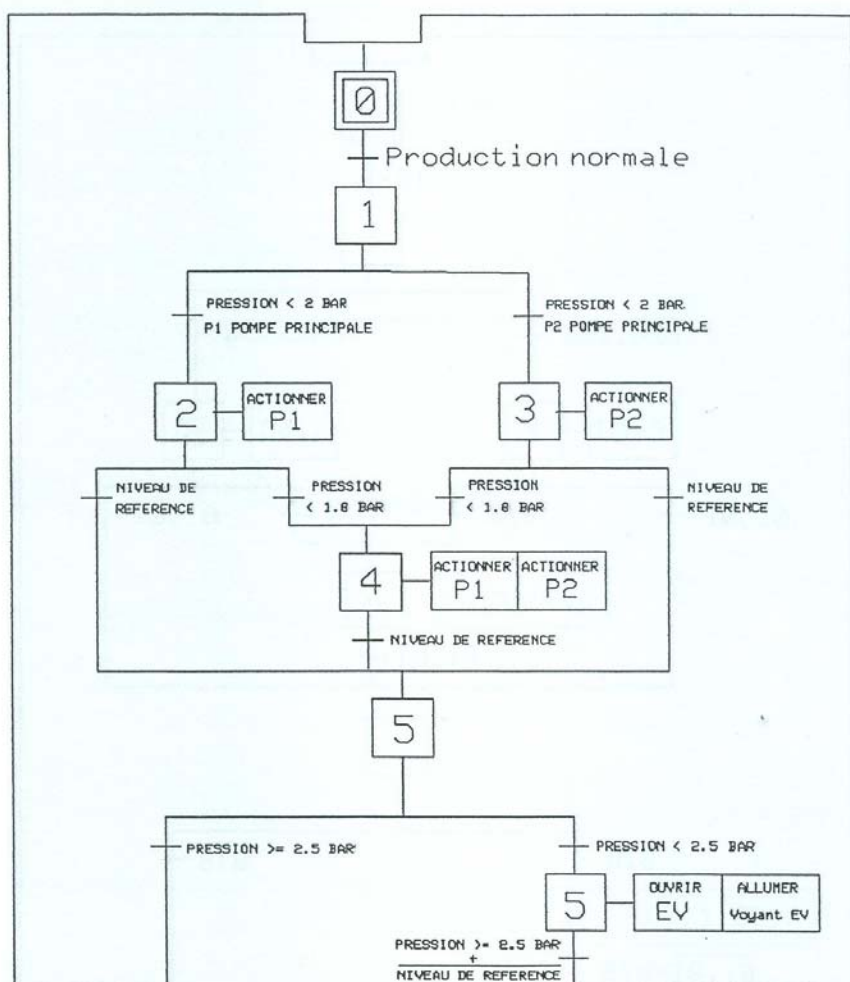 0
Production normale
1
PRESSION < 2 BAR
P1 POMPE PRINCIPALE
PRESSION < 2 BAR
P2 POMPE PRINCIPALE
2
ACTIONNER
P1
3
ACTIONNER
P2
NIVEAU DE
REFERENCE
PRESSION
< 1.8 BAR
PRESSION
< 1.8 BAR
NIVEAU DE
REFERENCE
4
ACTIONNER
P1
ACTIONNER
P2
NIVEAU DE REFERENCE
5
PRESSION >= 2.5 BAR
PRESSION < 2.5 BAR
5
OUVRIR
EV
ALLUMER
Voyant EV
PRESSION >= 2.5 BAR
+
NIVEAU DE REFERENCE